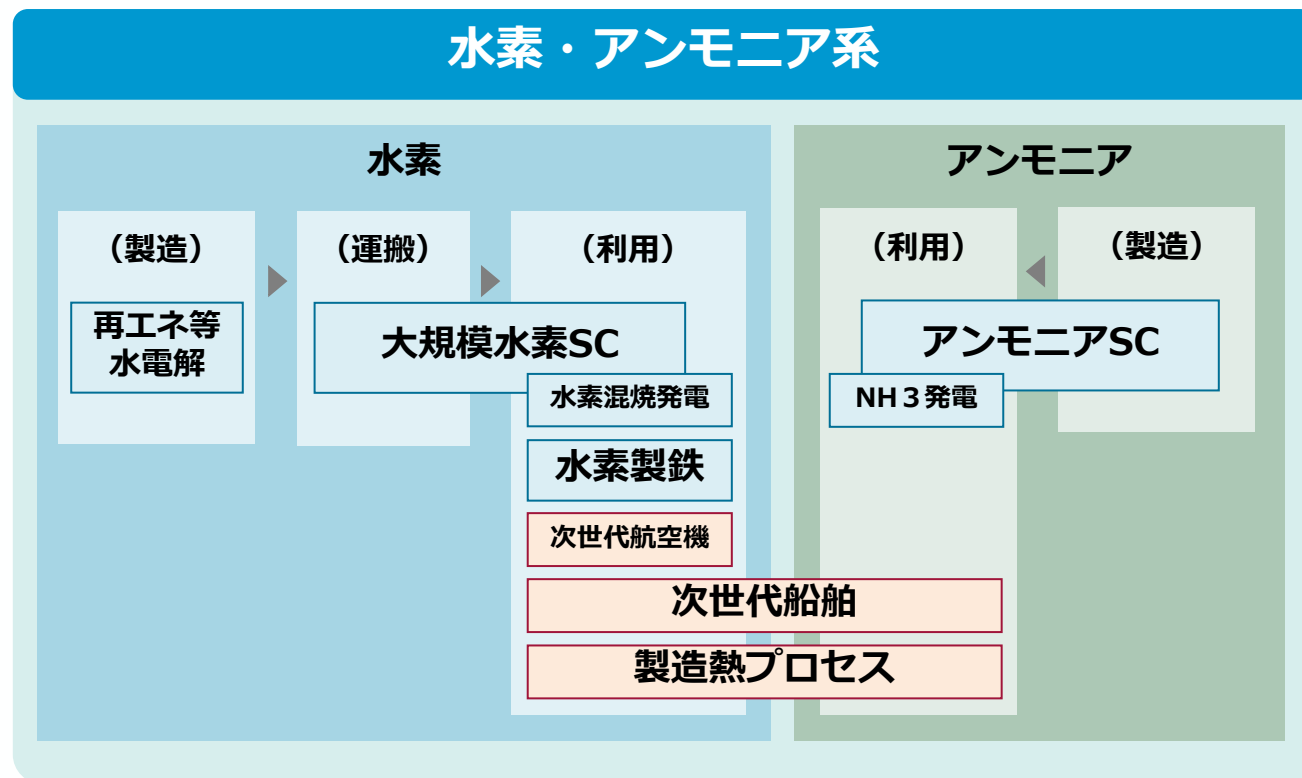 水素・アンモニア系
水素
（製造）
再エネ等
水電解
（運搬）
（利用）
大規模水素SC
水素混焼発電
水素製鉄
次世代航空機
アンモニア
（利用）
（製造）
アンモニアSC
NH３発電
次世代船舶
製造熱プロセス